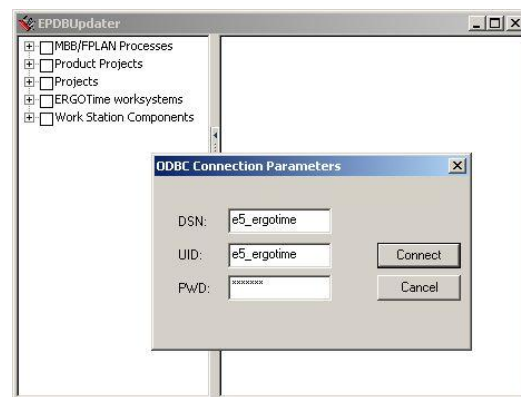 EPDBUpdater
MBB/FPLAN Processes
Product Projects
Projects
ERGOTime worksystems
Work Station Components
ODBC Connection Parameters
DSN: e5_ergotime
UID: e5_ergotime Connect
PWD: ******* Cancel